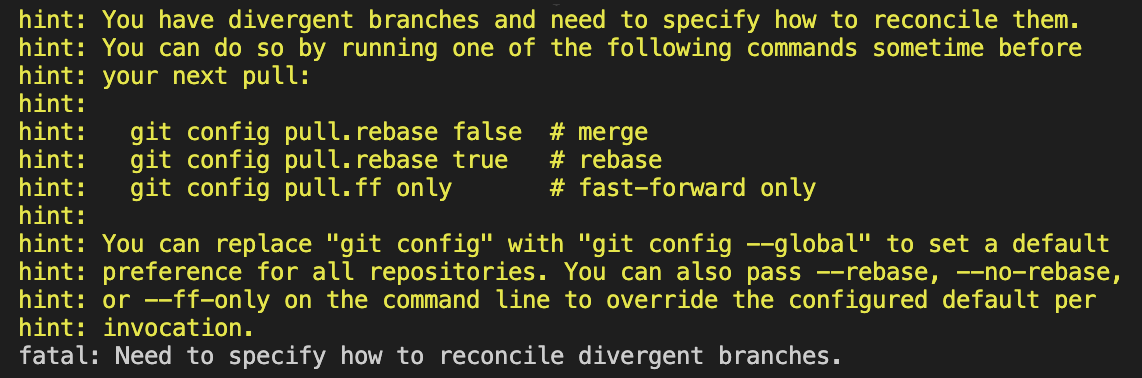 hint: You have divergent branches and need to specify how to reconcile them.
hint: You can do so by running one of the following commands sometime before
hint: your next pull:
hint:
hint:   git config pull.rebase false  # merge
hint:   git config pull.rebase true   # rebase
hint:   git config pull.ff only       # fast-forward only
hint:
hint: You can replace "git config" with "git config --global" to set a default
hint: preference for all repositories. You can also pass --rebase, --no-rebase,
hint: or --ff-only on the command line to override the configured default per
hint: invocation.
fatal: Need to specify how to reconcile divergent branches.